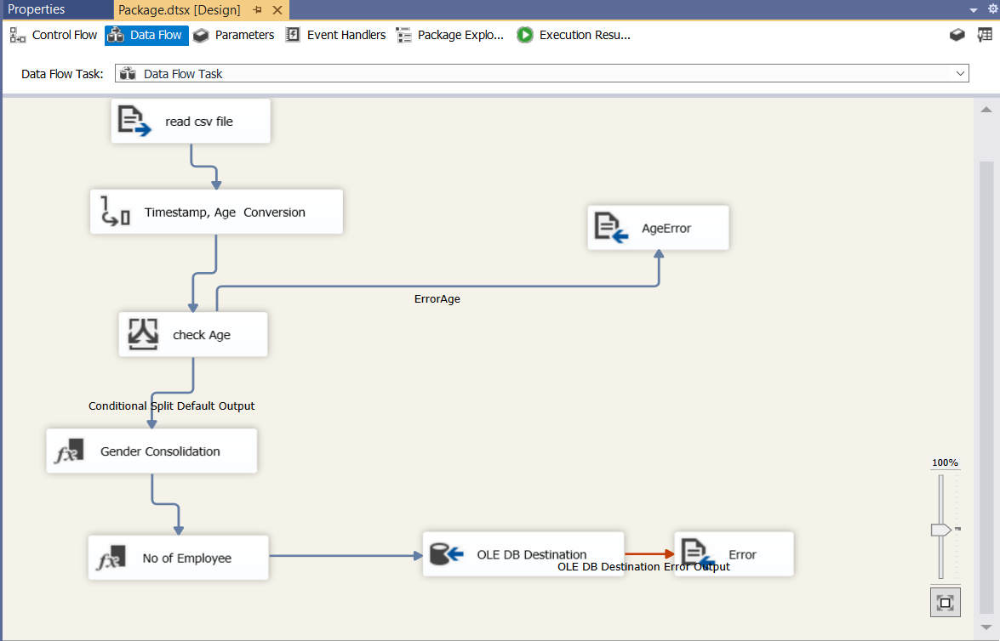 Properties
Package.dtsx [Design]
Control Flow
Data Flow
Parameters
Event Handlers
Package Explo...
Execution Resu...
Data Flow Task:
Data Flow Task
read csv file
Timestamp, Age  Conversion
AgeError
ErrorAge
check Age
Conditional Split Default Output
Gender Consolidation
100%
No of Employee
OLE DB Destination
Error
OLE DB Destination Error Output